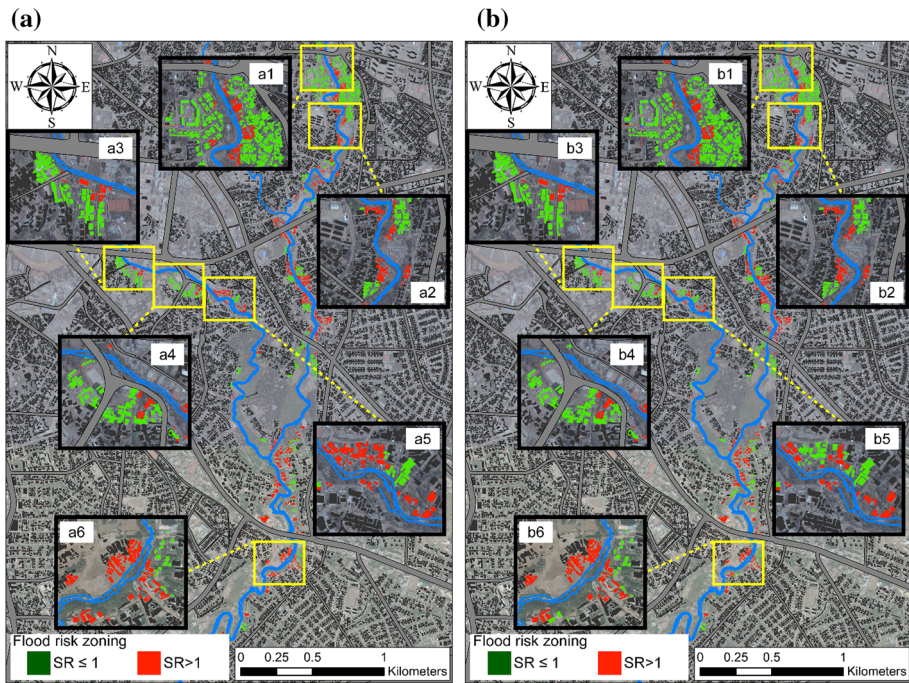 (a)
(b)
N
W E
S
a1
a3
a2
a4
a5
a6
Flood risk zoning
SR ≤ 1
SR>1
0 0.25 0.5 1
Kilometers
N
W E
S
b1
b3
b2
b4
b5
b6
Flood risk zoning
SR ≤ 1
SR>1
0 0.25 0.5 1
Kilometers